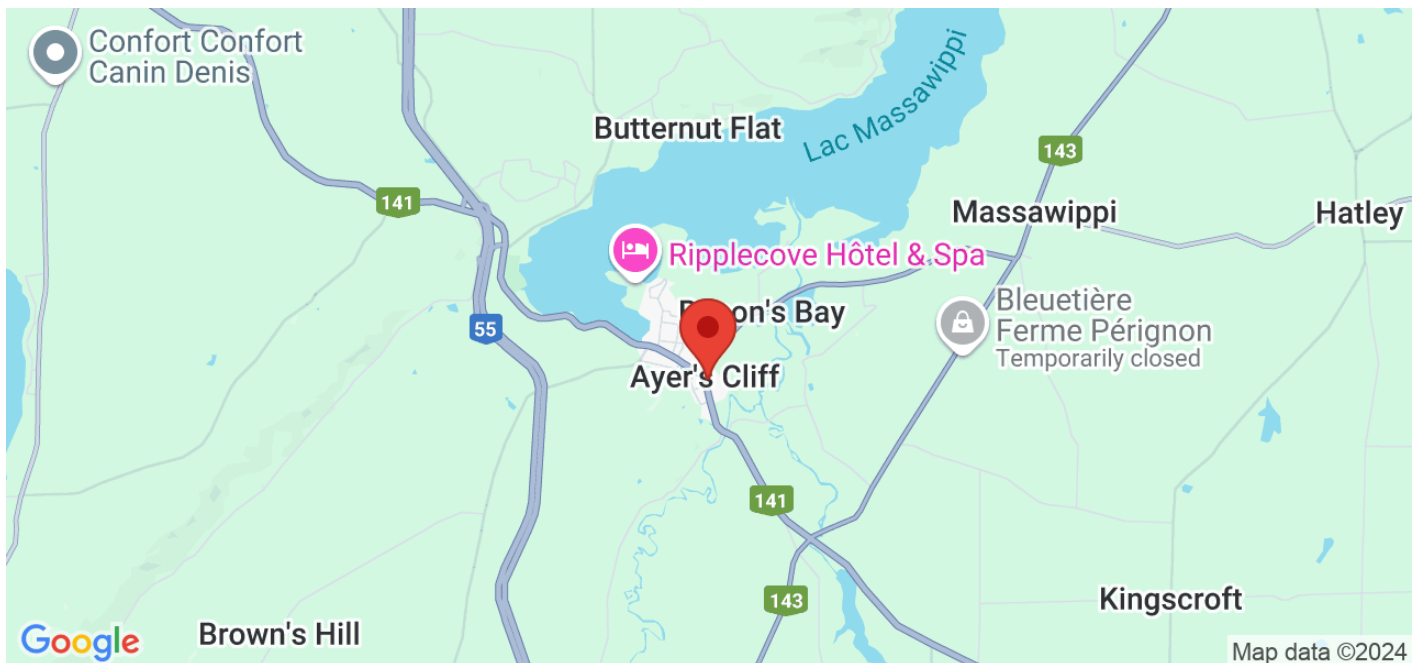 Confort Confort
Canin Denis
Butternut Flat
Lac Massawippi
143
141
Massawippi
Hatley
Ripplecove Hôtel & Spa
Bleuetière
Ferme Pérignon
Temporarily closed
55
Bay
Ayer's Cliff
141
143
Kingscroft
Brown's Hill
Google
Map data ©2024